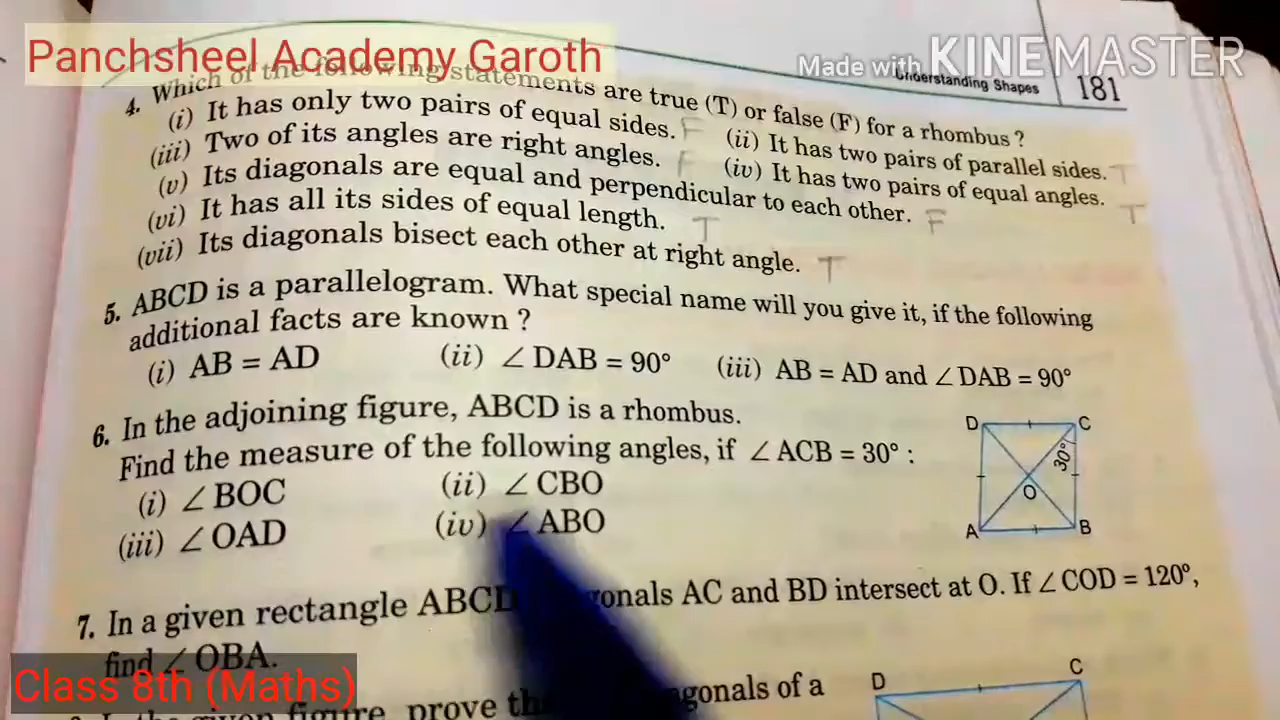 Panchsheel Academy Garoth
Made with KINEMASTER
Understanding Shapes 181
4. Which of the following statements are true (T) or false (F) for a rhombus ?
(i) It has only two pairs of equal sides. F (ii) It has two pairs of parallel sides. T
(iii) Two of its angles are right angles. F (iv) It has two pairs of equal angles. T
(v) Its diagonals are equal and perpendicular to each other. F
(vi) It has all its sides of equal length. T
(vii) Its diagonals bisect each other at right angle. T
5. ABCD is a parallelogram. What special name will you give it, if the following
additional facts are known ?
(i) AB = AD (ii) ∠DAB = 90° (iii) AB = AD and ∠DAB = 90°
6. In the adjoining figure, ABCD is a rhombus.
Find the measure of the following angles, if ∠ACB = 30° :
(i) ∠BOC (ii) ∠CBO
(iii) ∠OAD (iv) ∠ABO
D C
30°
O
A B
7. In a given rectangle ABCD onals AC and BD intersect at O. If ∠COD = 120°,
find ∠OBA.
Class 8th (Maths)
given figure, prove th gonals of a
D C